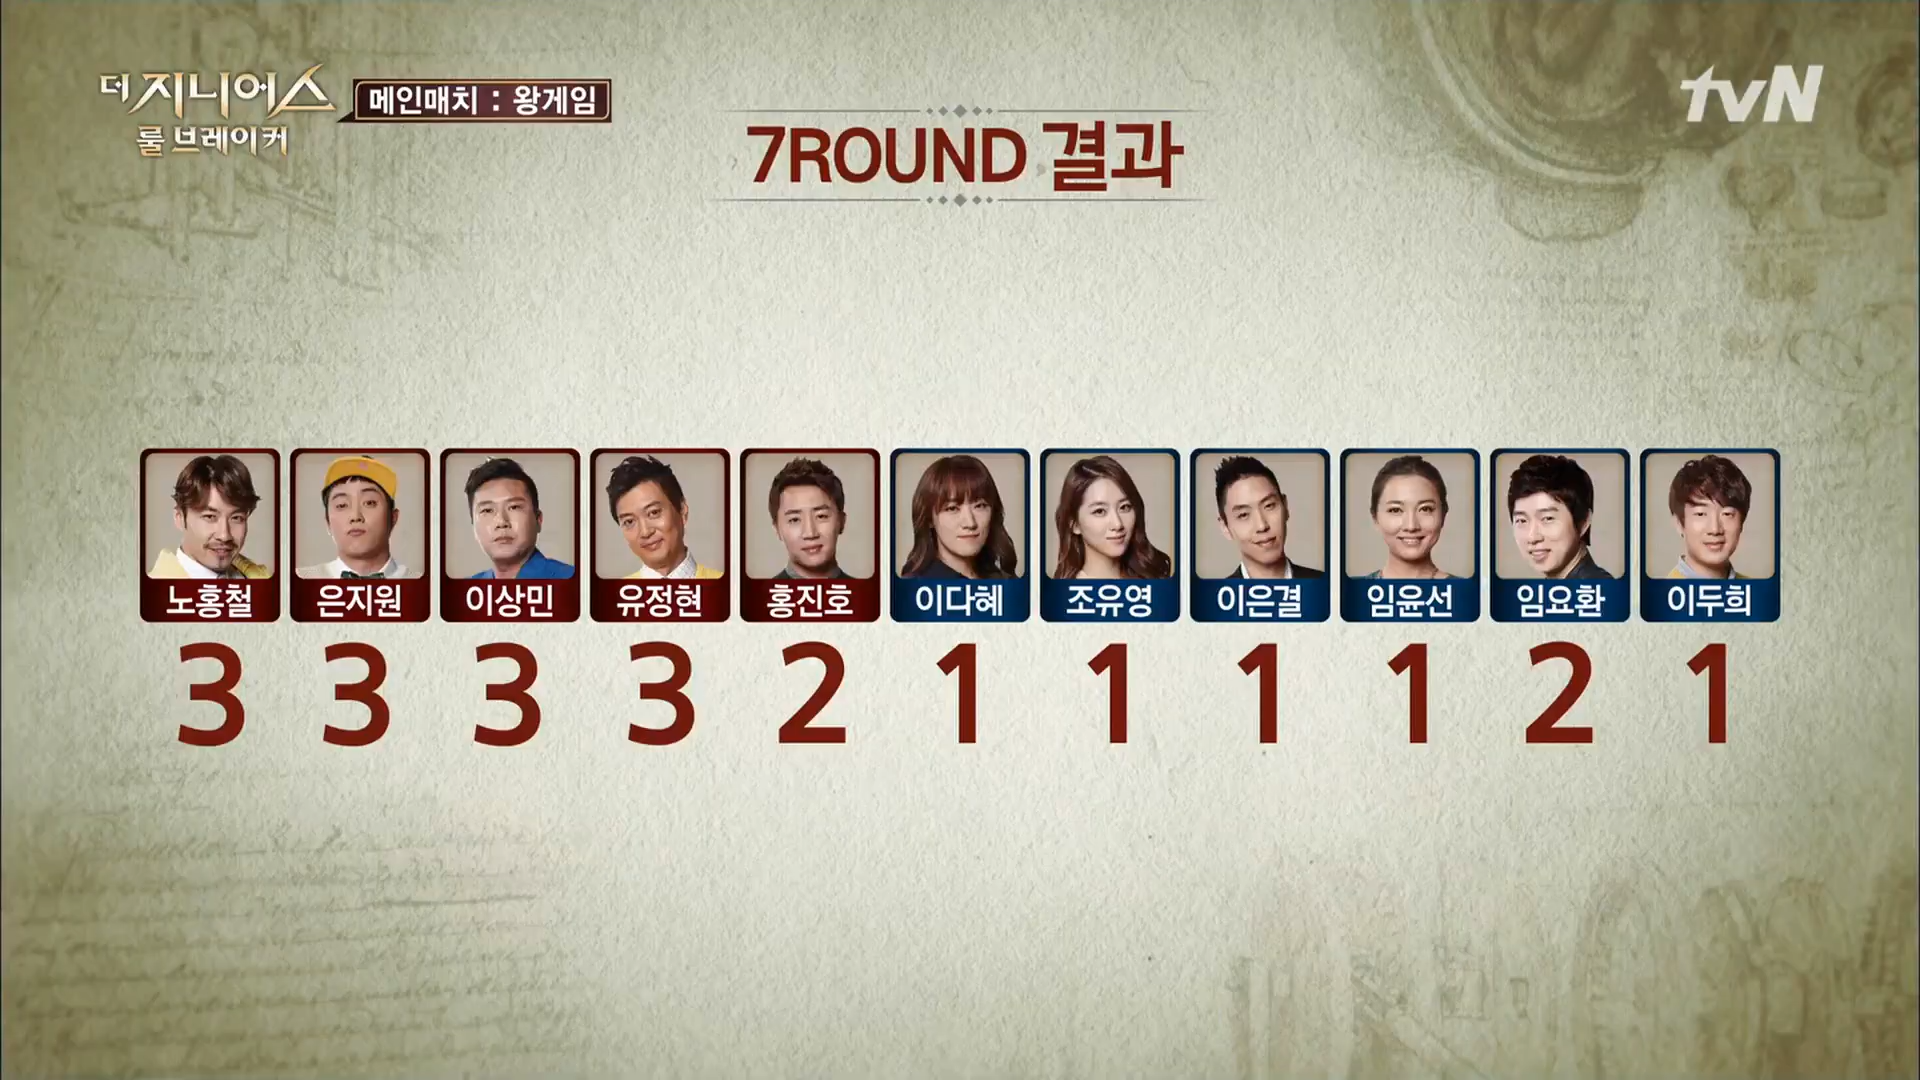 더 지니어스
룰 브레이커
메인매치 : 왕게임
tvN
7ROUND 결과
노홍철 은지원 이상민 유정현 홍진호 이다혜 조유영 이은결 임윤선 임요환 이두희
3 3 3 3 2 1 1 1 1 2 1